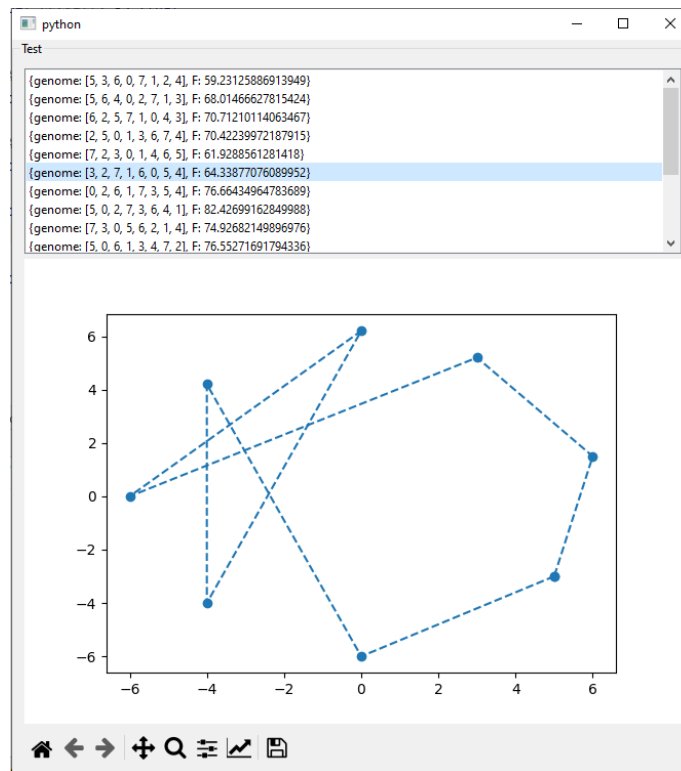 python
Test
{genome: [5, 3, 6, 0, 7, 1, 2, 4], F: 59.23125886913949}
{genome: [5, 6, 4, 0, 2, 7, 1, 3], F: 68.01466627815424}
{genome: [6, 2, 5, 7, 1, 0, 4, 3], F: 70.71210114063467}
{genome: [2, 5, 0, 1, 3, 6, 7, 4], F: 70.42239972187915}
{genome: [7, 2, 3, 0, 1, 4, 6, 5], F: 61.9288561281418}
{genome: [3, 2, 7, 1, 6, 0, 5, 4], F: 64.33877076089952}
{genome: [0, 2, 6, 1, 7, 3, 5, 4], F: 76.66434964783689}
{genome: [5, 0, 2, 7, 3, 6, 4, 1], F: 82.42699162849988}
{genome: [7, 3, 0, 5, 6, 2, 1, 4], F: 74.92682149896976}
{genome: [5, 0, 6, 1, 3, 4, 7, 2], F: 76.55271691794336}
6
4
2
0
−2
−4
−6
−6 −4 −2 0 2 4 6